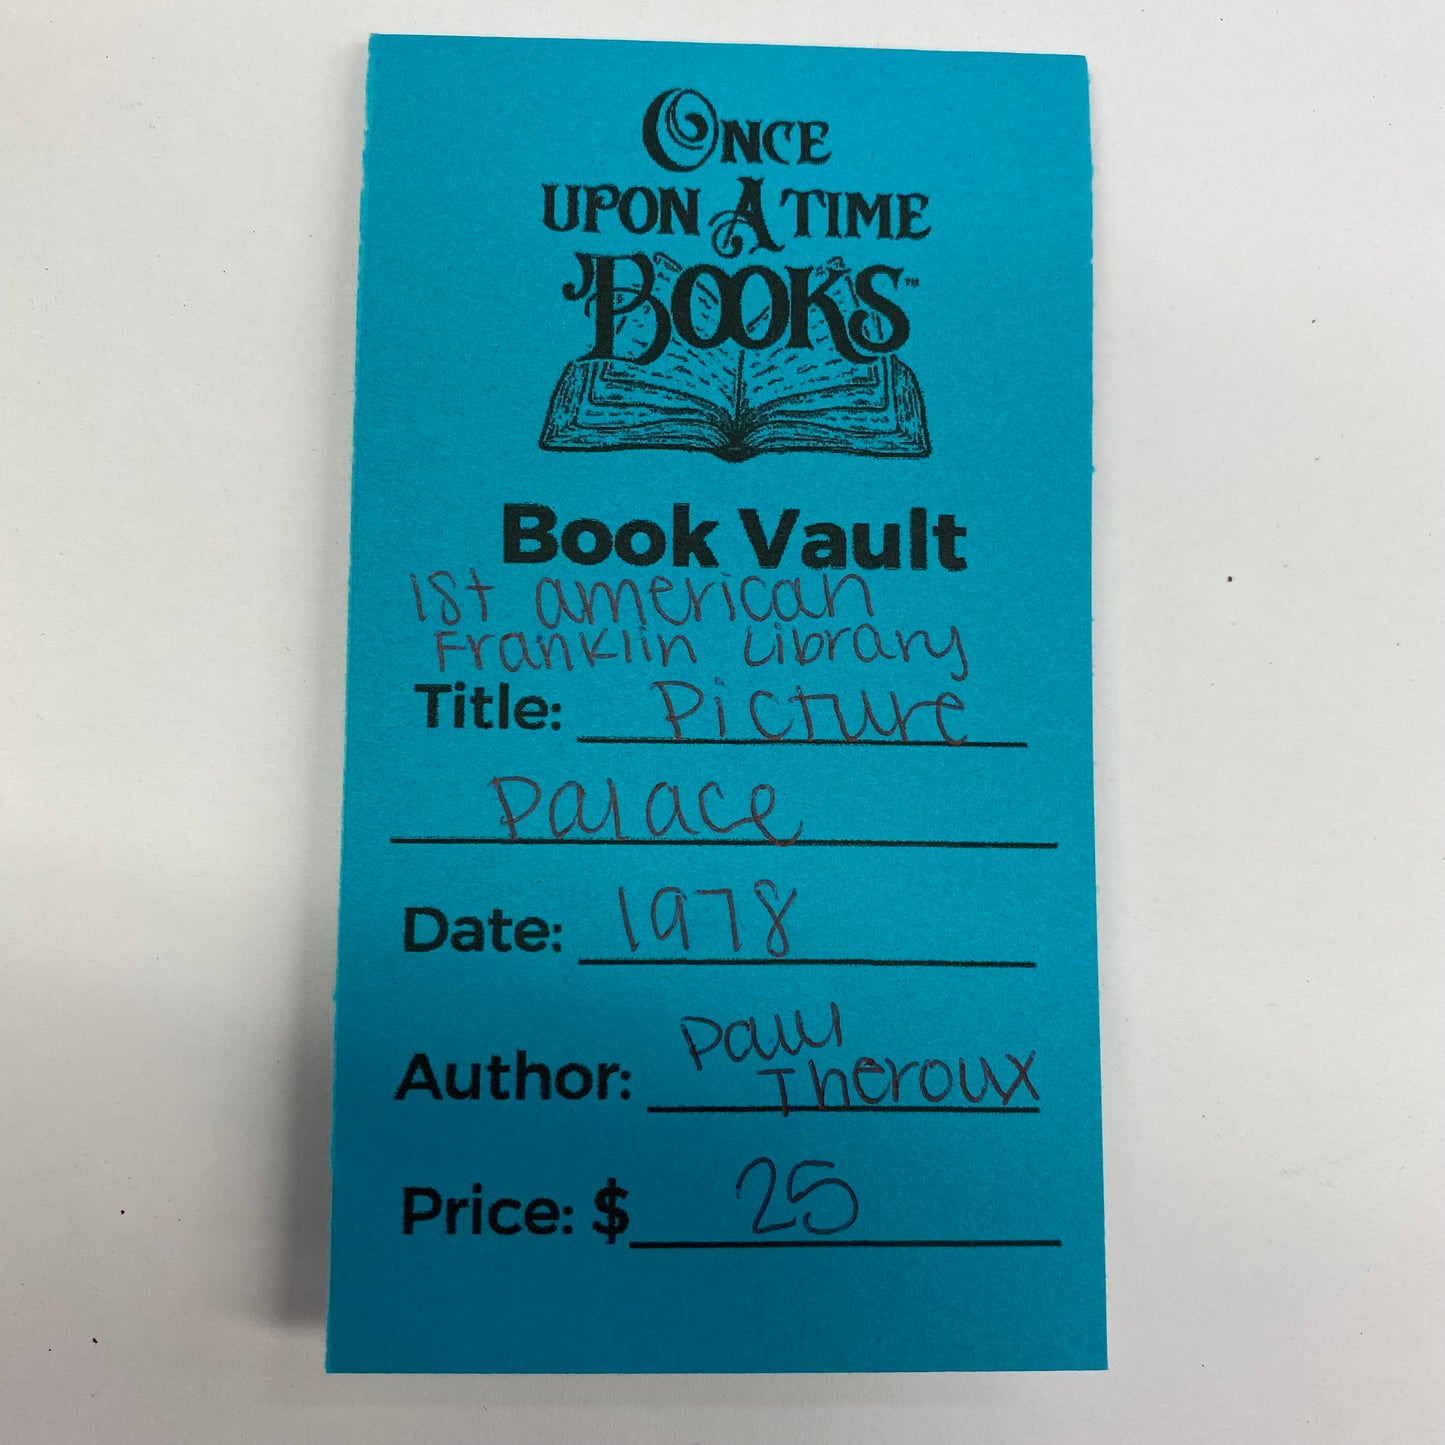 ONCE
UPON A TIME
BOOKS™
Book Vault
1st american
Franklin Library
Title: Picture
Palace
Date: 1978
Paul
Author: Theroux
Price: $ 25